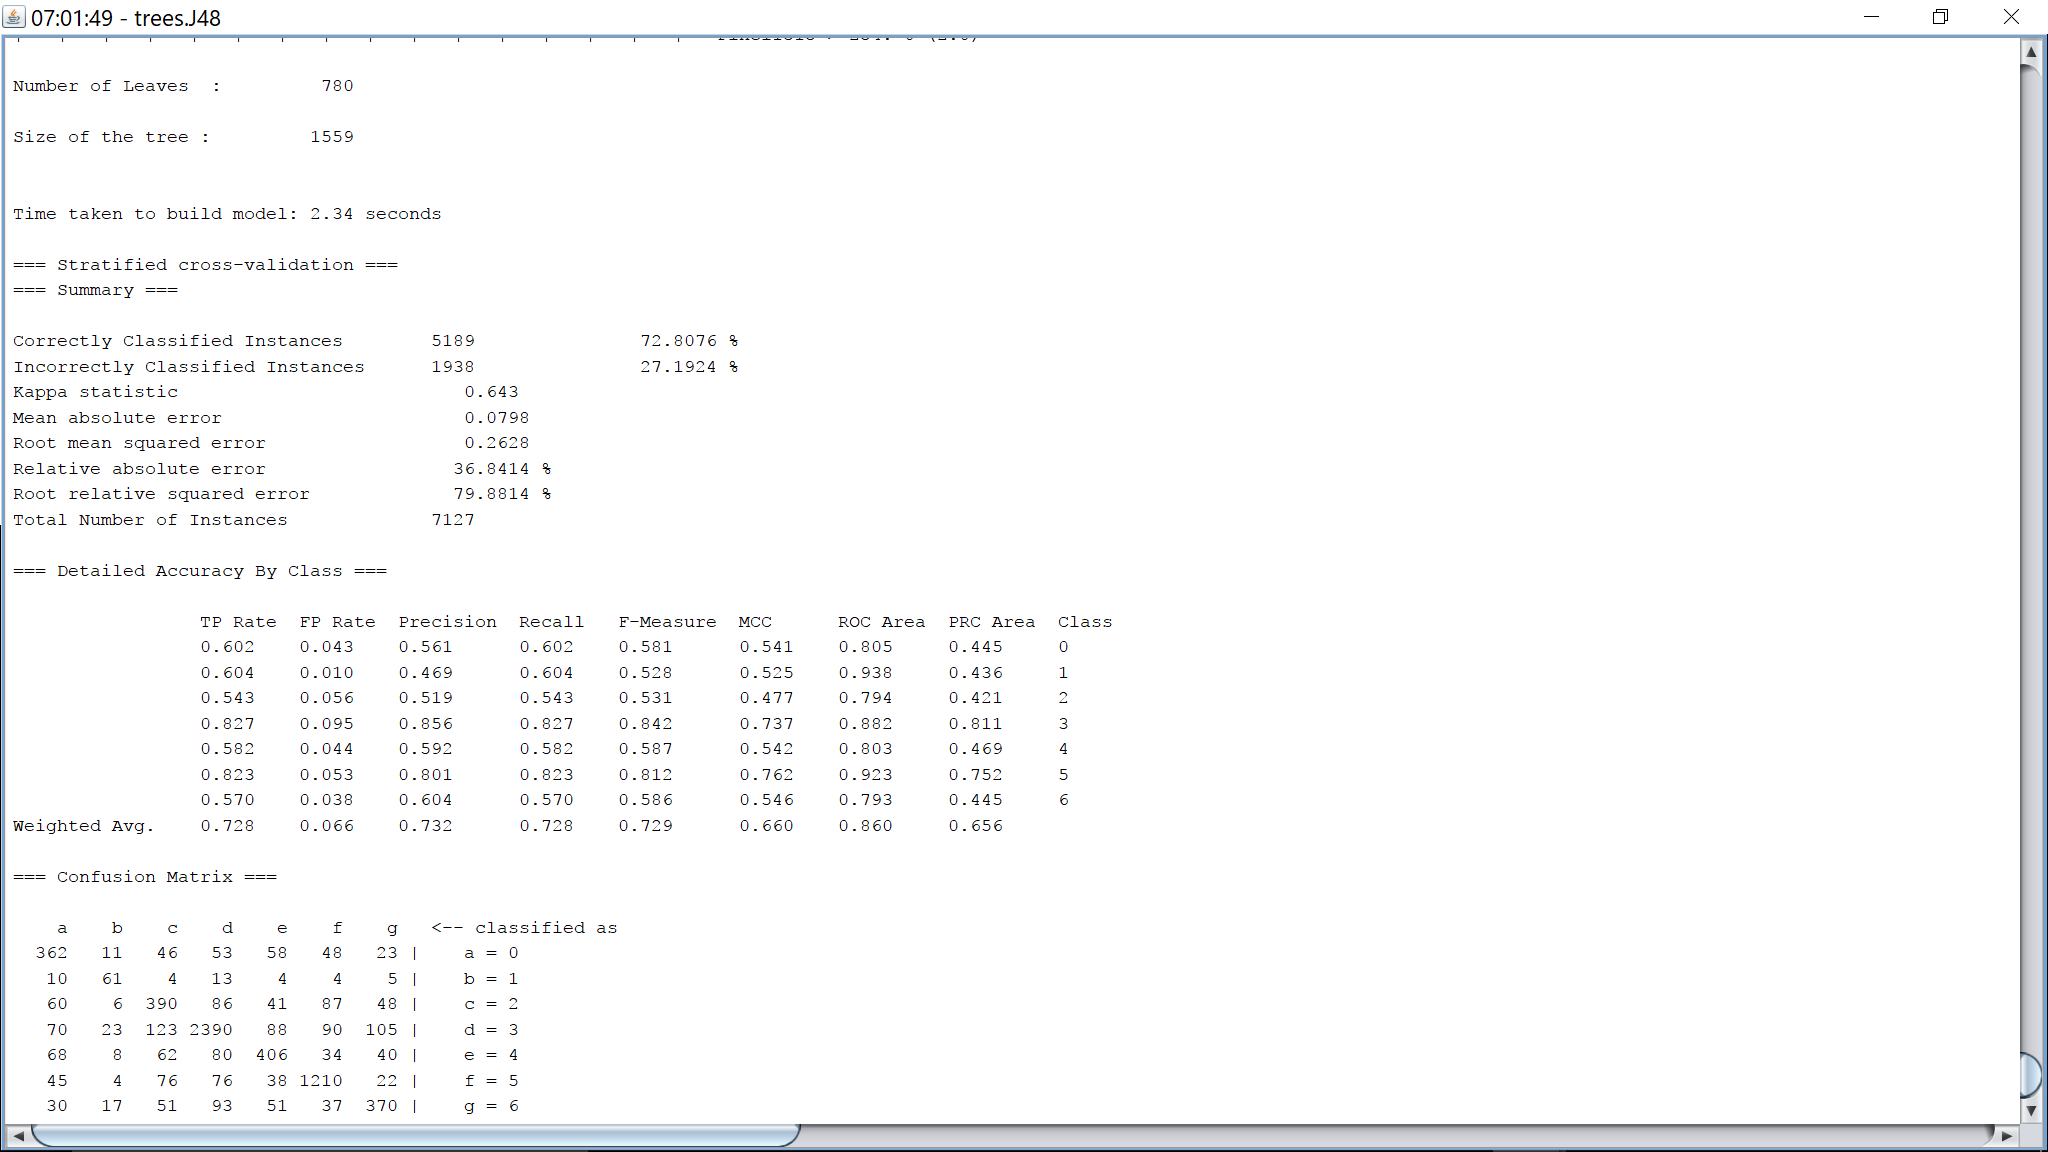 07:01:49 - trees.J48
Number of Leaves  :         780
Size of the tree :         1559
Time taken to build model: 2.34 seconds
=== Stratified cross-validation ===
=== Summary ===
Correctly Classified Instances        5189               72.8076 %
Incorrectly Classified Instances      1938               27.1924 %
Kappa statistic                          0.643
Mean absolute error                      0.0798
Root mean squared error                  0.2628
Relative absolute error                 36.8414 %
Root relative squared error             79.8814 %
Total Number of Instances             7127
=== Detailed Accuracy By Class ===
                 TP Rate  FP Rate  Precision  Recall   F-Measure  MCC      ROC Area  PRC Area  Class
                 0.602    0.043    0.561      0.602    0.581      0.541    0.805     0.445     0
                 0.604    0.010    0.469      0.604    0.528      0.525    0.938     0.436     1
                 0.543    0.056    0.519      0.543    0.531      0.477    0.794     0.421     2
                 0.827    0.095    0.856      0.827    0.842      0.737    0.882     0.811     3
                 0.582    0.044    0.592      0.582    0.587      0.542    0.803     0.469     4
                 0.823    0.053    0.801      0.823    0.812      0.762    0.923     0.752     5
                 0.570    0.038    0.604      0.570    0.586      0.546    0.793     0.445     6
Weighted Avg.    0.728    0.066    0.732      0.728    0.729      0.660    0.860     0.656
=== Confusion Matrix ===
    a    b    c    d    e    f    g   <-- classified as
  362   11   46   53   58   48   23 |    a = 0
   10   61    4   13    4    4    5 |    b = 1
   60    6  390   86   41   87   48 |    c = 2
   70   23  123 2390   88   90  105 |    d = 3
   68    8   62   80  406   34   40 |    e = 4
   45    4   76   76   38 1210   22 |    f = 5
   30   17   51   93   51   37  370 |    g = 6